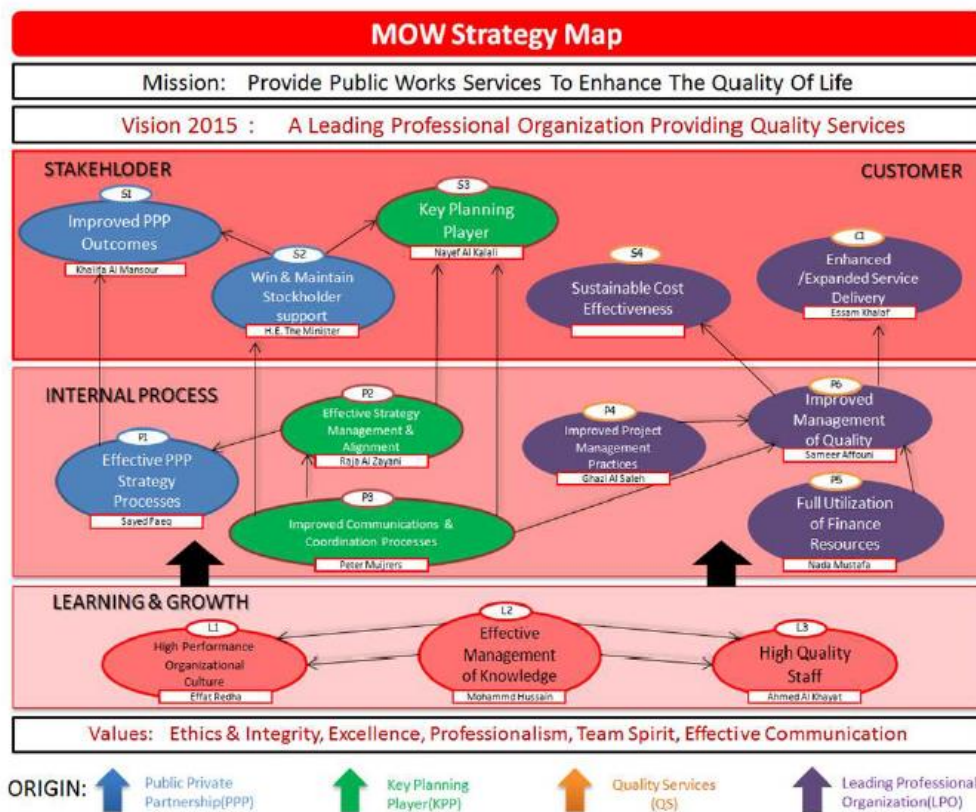 MOW Strategy Map
Mission: Provide Public Works Services To Enhance The Quality Of Life
Vision 2015 : A Leading Professional Organization Providing Quality Services
STAKEHLODER
CUSTOMER
S1
Improved PPP
Outcomes
Khalifa Al Mansour
S2
Win & Maintain
Stockholder
support
H.E. The Minister
S3
Key Planning
Player
Nayef Al Kalali
S4
Sustainable Cost
Effectiveness
C1
Enhanced
/Expanded Service
Delivery
Essam Khalaf
INTERNAL PROCESS
P1
Effective PPP
Strategy
Processes
Sayed Faeq
P2
Effective Strategy
Management &
Alignment
Raja Al Zayani
P3
Improved Communications &
Coordination Processes
Peter Muijrers
P4
Improved Project
Management
Practices
Ghazi Al Saleh
P6
Improved
Management
of Quality
Sameer Affouni
P5
Full Utilization
of Finance
Resources
Nada Mustafa
LEARNING & GROWTH
L1
High Performance
Organizational
Culture
Effat Redha
L2
Effective
Management
of Knowledge
Mohammd Hussain
L3
High Quality
Staff
Ahmed Al Khayat
Values: Ethics & Integrity, Excellence, Professionalism, Team Spirit, Effective Communication
ORIGIN:
Public Private
Partnership(PPP)
Key Planning
Player(KPP)
Quality Services
(QS)
Leading Professional
Organization(LPO)